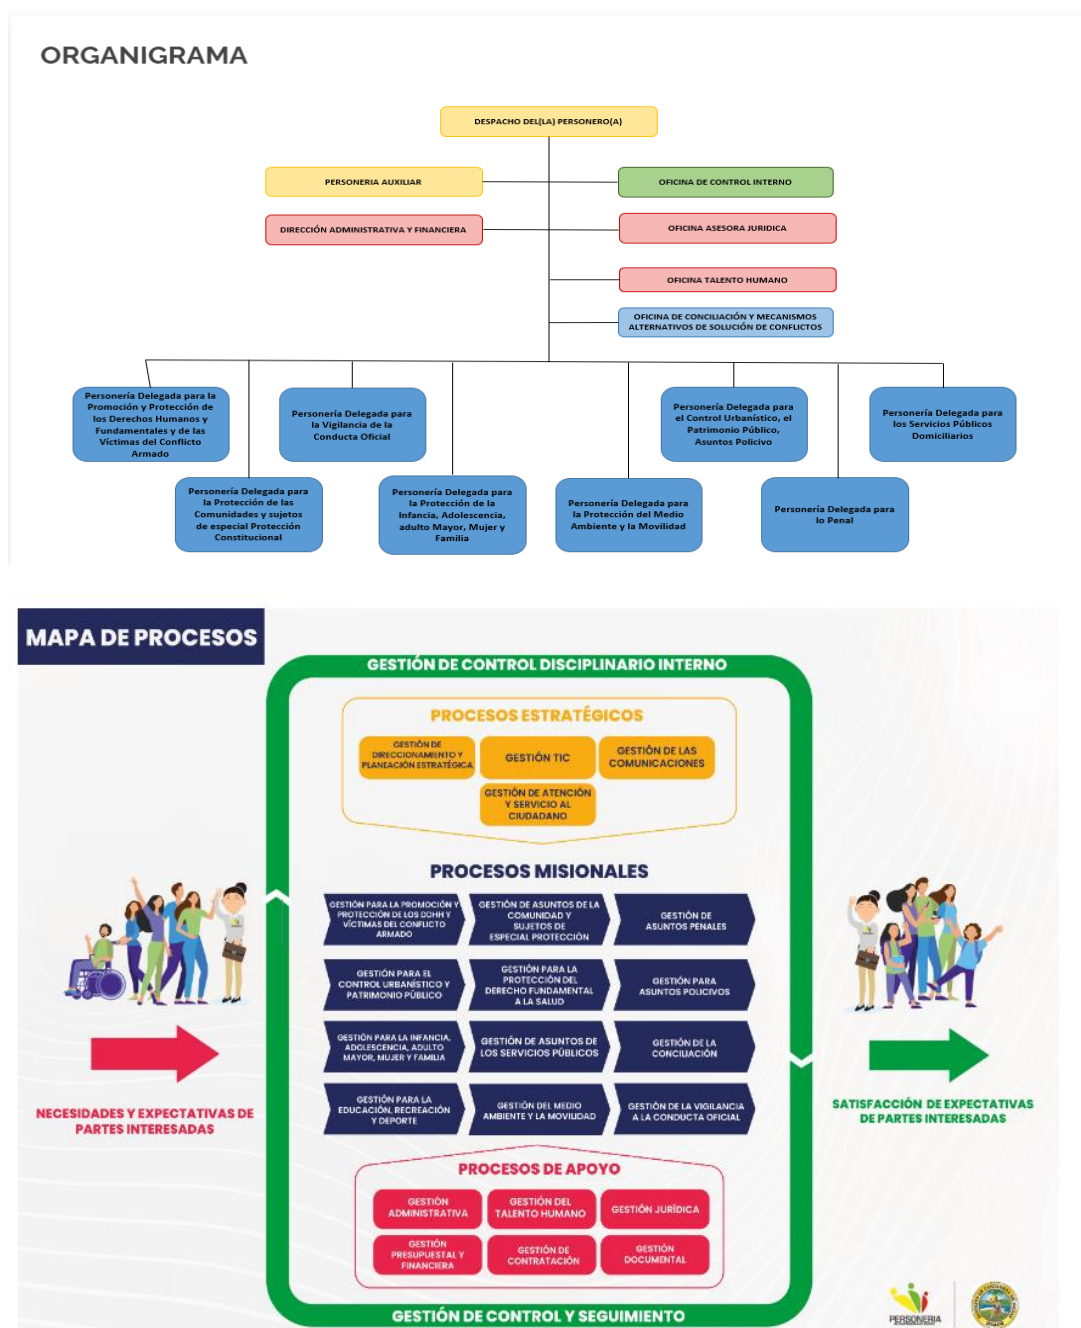 ORGANIGRAMA
DESPACHO DEL(LA) PERSONERO(A)
PERSONERIA AUXILIAR
OFICINA DE CONTROL INTERNO
DIRECCIÓN ADMINISTRATIVA Y FINANCIERA
OFICINA ASESORA JURIDICA
OFICINA TALENTO HUMANO
OFICINA DE CONCILIACIÓN Y MECANISMOS
ALTERNATIVOS DE SOLUCIÓN DE CONFLICTOS
Personería Delegada para la
Promoción y Protección de
los Derechos Humanos y
Fundamentales y de las
Víctimas del Conflicto
Armado
Personería Delegada para
la Vigilancia de la
Conducta Oficial
Personería Delegada para
el Control Urbanístico, el
Patrimonio Público,
Asuntos Policivo
Personería Delegada para
los Servicios Públicos
Domiciliarios
Personería Delegada para
la Protección de las
Comunidades y sujetos
de especial Protección
Constitucional
Personería Delegada para
la Protección de la
Infancia, Adolescencia,
adulto Mayor, Mujer y
Familia
Personería Delegada para
la Protección del Medio
Ambiente y la Movilidad
Personería Delegada para
lo Penal
MAPA DE PROCESOS
GESTIÓN DE CONTROL DISCIPLINARIO INTERNO
PROCESOS ESTRATÉGICOS
GESTIÓN DE
DIRECCIONAMIENTO Y
PLANEACIÓN ESTRATÉGICA
GESTIÓN TIC
GESTIÓN DE LAS
COMUNICACIONES
GESTIÓN DE ATENCIÓN
Y SERVICIO AL
CIUDADANO
PROCESOS MISIONALES
GESTIÓN PARA LA PROMOCIÓN Y
PROTECCIÓN DE LOS DDHH Y
VÍCTIMAS DEL CONFLICTO
ARMADO
GESTIÓN DE ASUNTOS DE LA
COMUNIDAD Y
SUJETOS DE
ESPECIAL PROTECCIÓN
GESTIÓN DE
ASUNTOS PENALES
GESTIÓN PARA EL
CONTROL URBANÍSTICO Y
PATRIMONIO PÚBLICO
GESTIÓN PARA LA
PROTECCIÓN DEL
DERECHO FUNDAMENTAL
A LA SALUD
GESTIÓN PARA
ASUNTOS POLICIVOS
GESTIÓN PARA LA INFANCIA,
ADOLESCENCIA, ADULTO
MAYOR, MUJER Y FAMILIA
GESTIÓN DE ASUNTOS DE
LOS SERVICIOS PÚBLICOS
GESTIÓN DE LA
CONCILIACIÓN
GESTIÓN PARA LA
EDUCACIÓN, RECREACIÓN
Y DEPORTE
GESTIÓN DEL MEDIO
AMBIENTE Y LA MOVILIDAD
GESTIÓN DE LA VIGILANCIA
A LA CONDUCTA OFICIAL
NECESIDADES Y EXPECTATIVAS DE
PARTES INTERESADAS
SATISFACCIÓN DE EXPECTATIVAS
DE PARTES INTERESADAS
PROCESOS DE APOYO
GESTIÓN
ADMINISTRATIVA
GESTIÓN DEL
TALENTO HUMANO
GESTIÓN JURÍDICA
GESTIÓN
PRESUPUESTAL Y
FINANCIERA
GESTIÓN DE
CONTRATACIÓN
GESTIÓN
DOCUMENTAL
GESTIÓN DE CONTROL Y SEGUIMIENTO
PERSONERIA